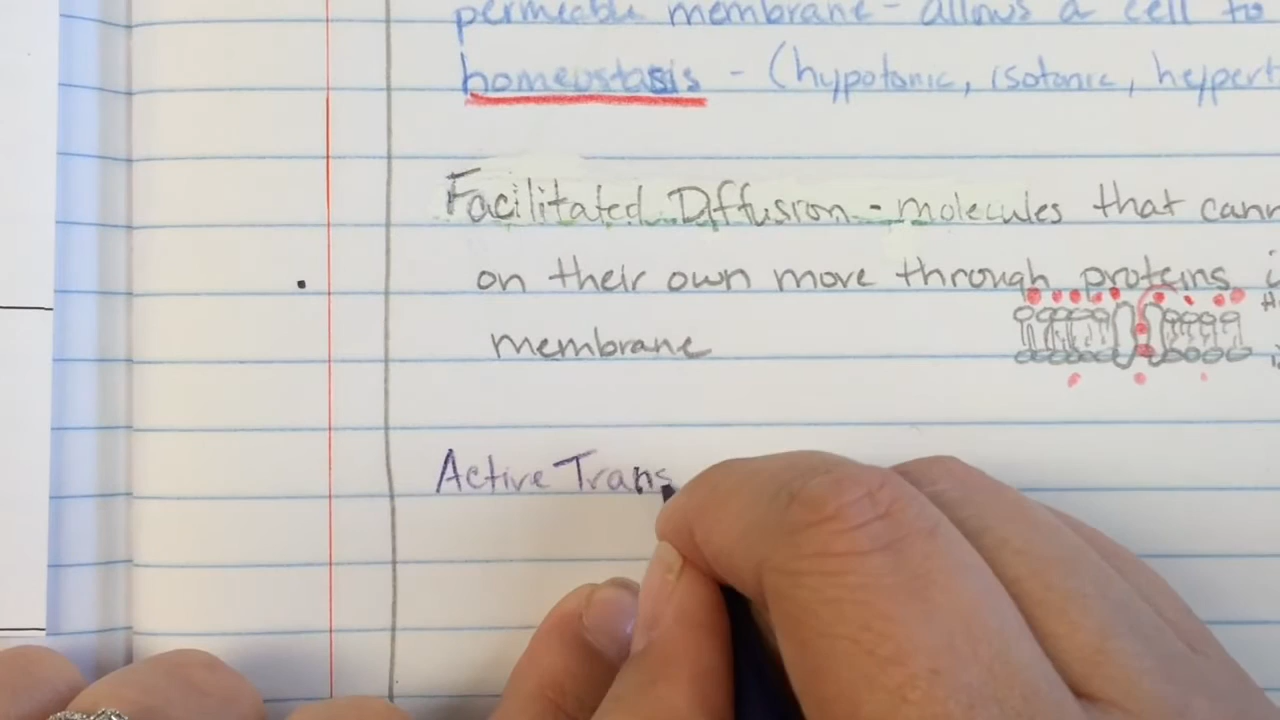 permeable membrane - allows a cell to
homeostasis - (hypotonic, isotonic, hypert
Facilitated Diffusion - molecules that cann
on their own move through proteins i
membrane
Active Trans